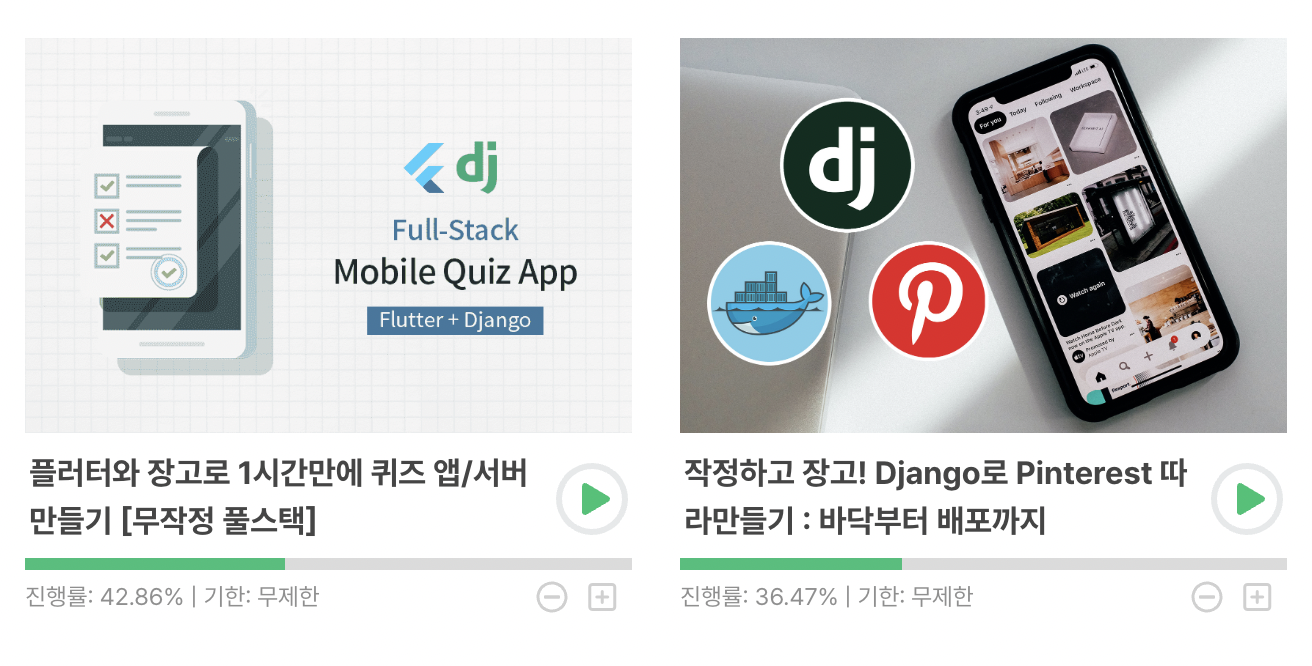 dj
Full-Stack
Mobile Quiz App
Flutter + Django
플러터와 장고로 1시간만에 퀴즈 앱/서버
만들기 [무작정 풀스택]
진행률: 42.86% | 기한: 무제한
dj
3:49
For you Today Following Workspace
Watch again
작정하고 장고! Django로 Pinterest 따
라만들기 : 바닥부터 배포까지
진행률: 36.47% | 기한: 무제한